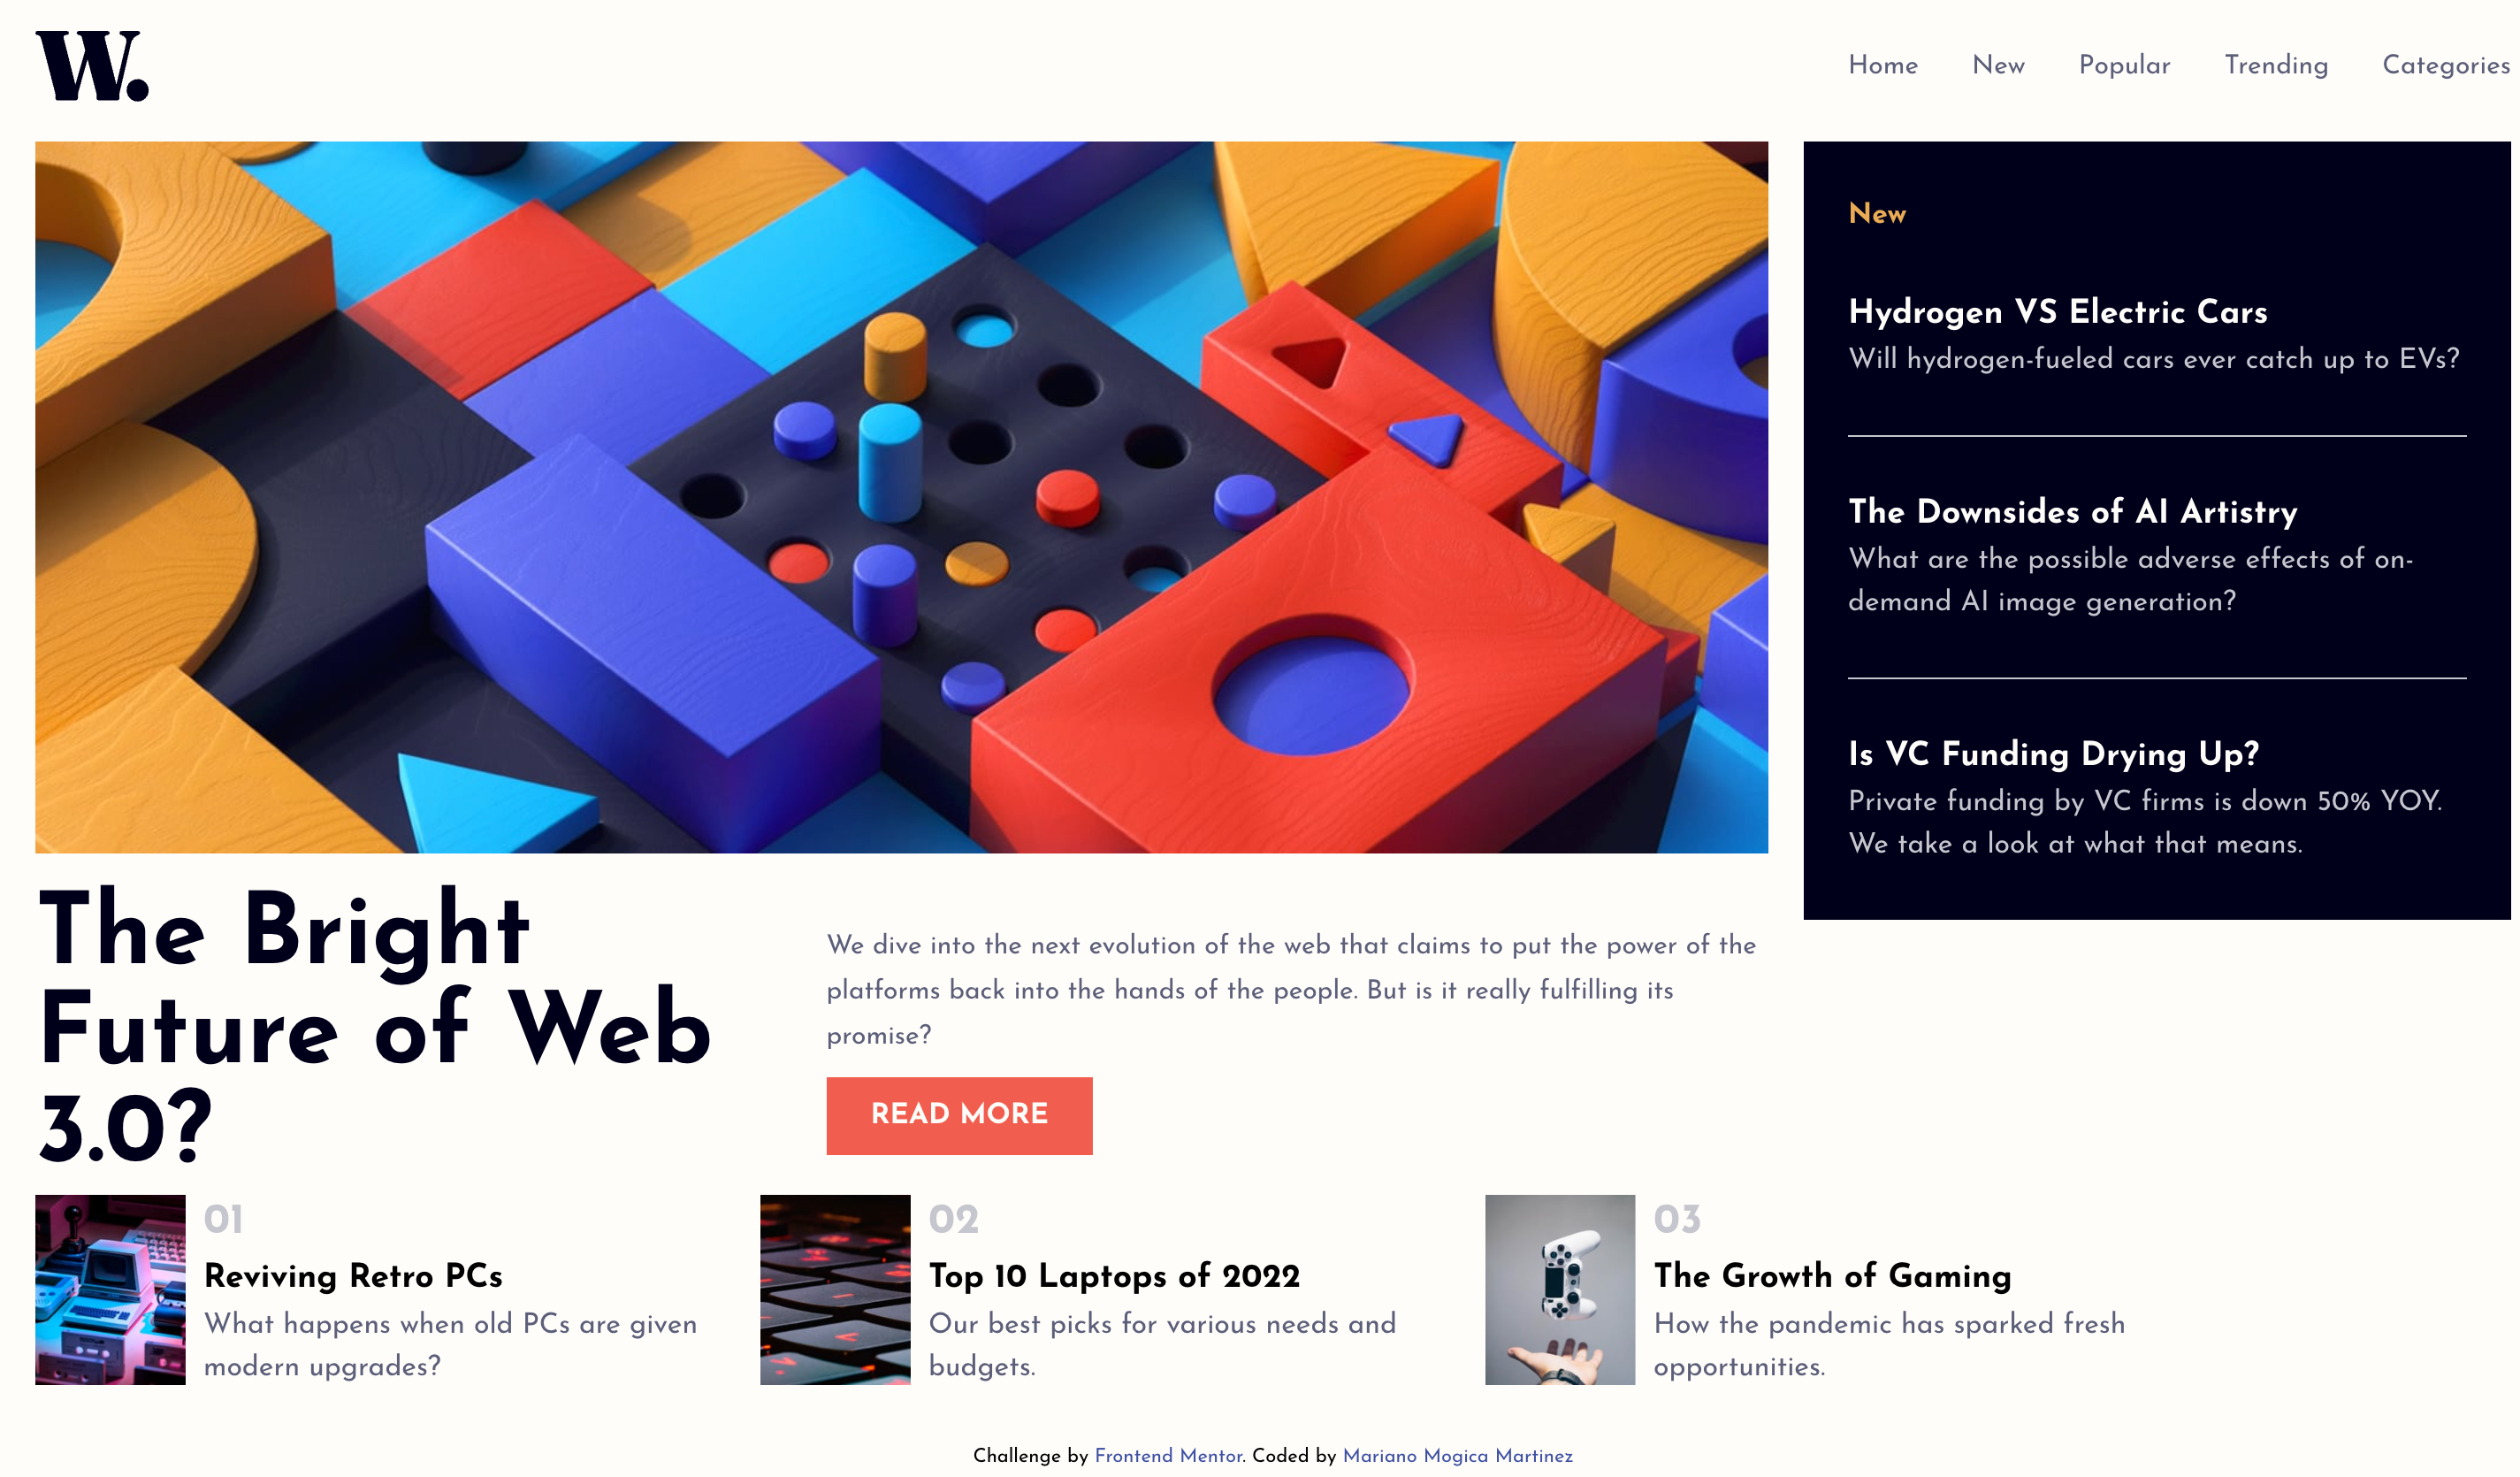 W.
Home New Popular Trending Categories
New
Hydrogen VS Electric Cars
Will hydrogen-fueled cars ever catch up to EVs?
The Downsides of AI Artistry
What are the possible adverse effects of on-
demand AI image generation?
Is VC Funding Drying Up?
Private funding by VC firms is down 50% YOY.
We take a look at what that means.
The Bright
Future of Web
3.0?
We dive into the next evolution of the web that claims to put the power of the
platforms back into the hands of the people. But is it really fulfilling its
promise?
READ MORE
01
Reviving Retro PCs
What happens when old PCs are given
modern upgrades?
02
Top 10 Laptops of 2022
Our best picks for various needs and
budgets.
03
The Growth of Gaming
How the pandemic has sparked fresh
opportunities.
Challenge by Frontend Mentor. Coded by Mariano Mogica Martinez